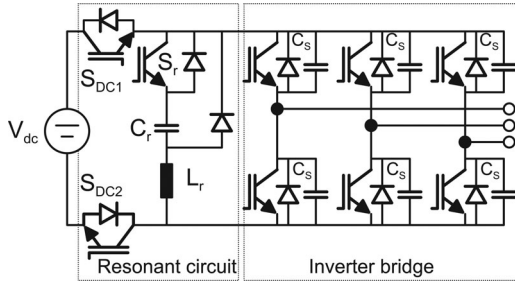 S_DC1
S_r
C_S
C_S
C_S
V_dc
C_r
L_r
S_DC2
C_S
C_S
C_S
Resonant circuit
Inverter bridge